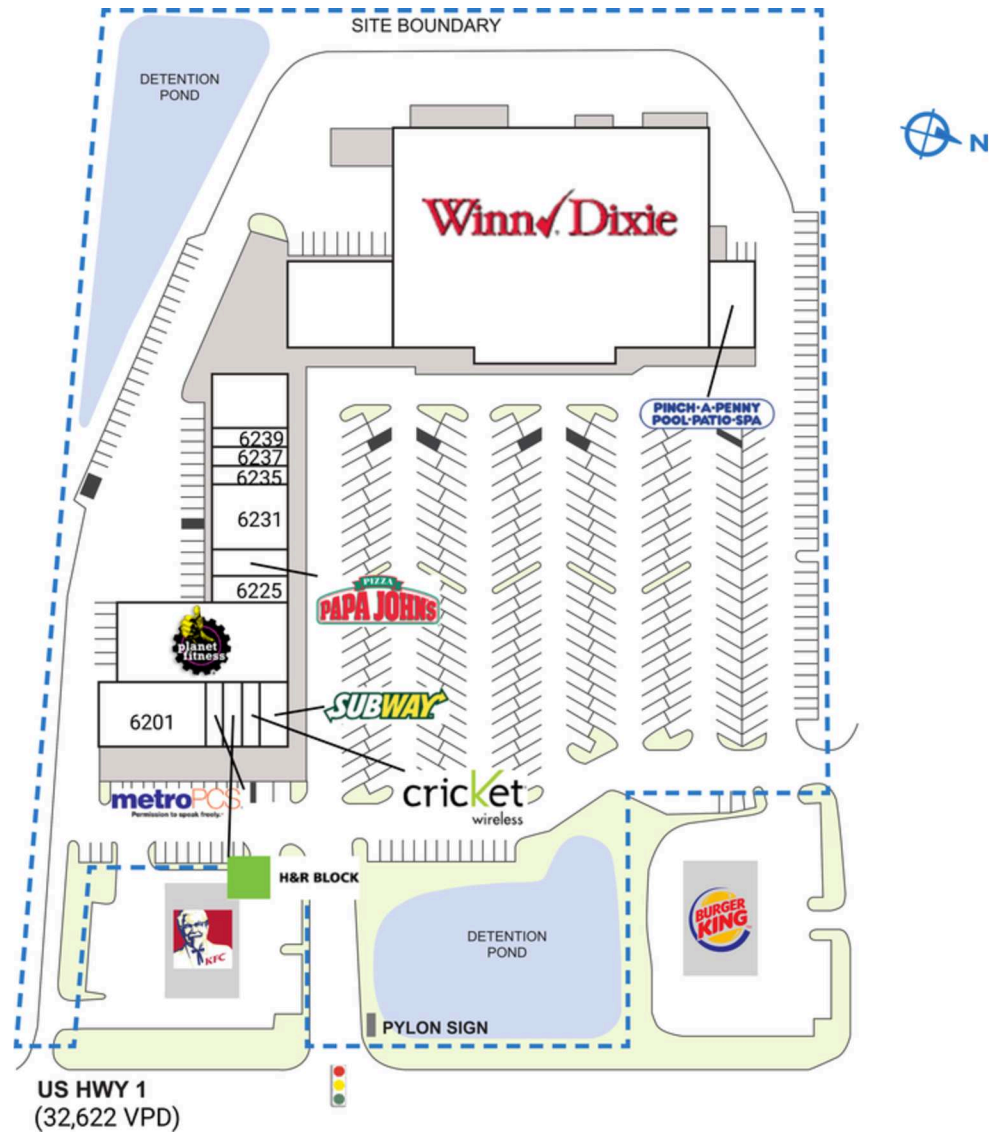 SITE BOUNDARY
DETENTION
POND
N
Winn Dixie
PINCH·A·PENNY
POOL·PATIO·SPA
6239
6237
6235
6231
6225
PIZZA
PAPA JOHNS
planet
fitness
6201
SUBWAY
metroPCS.
Permission to speak freely.
cricket
wireless
H&R BLOCK
KFC
DETENTION
POND
BURGER
KING
PYLON SIGN
US HWY 1
(32,622 VPD)